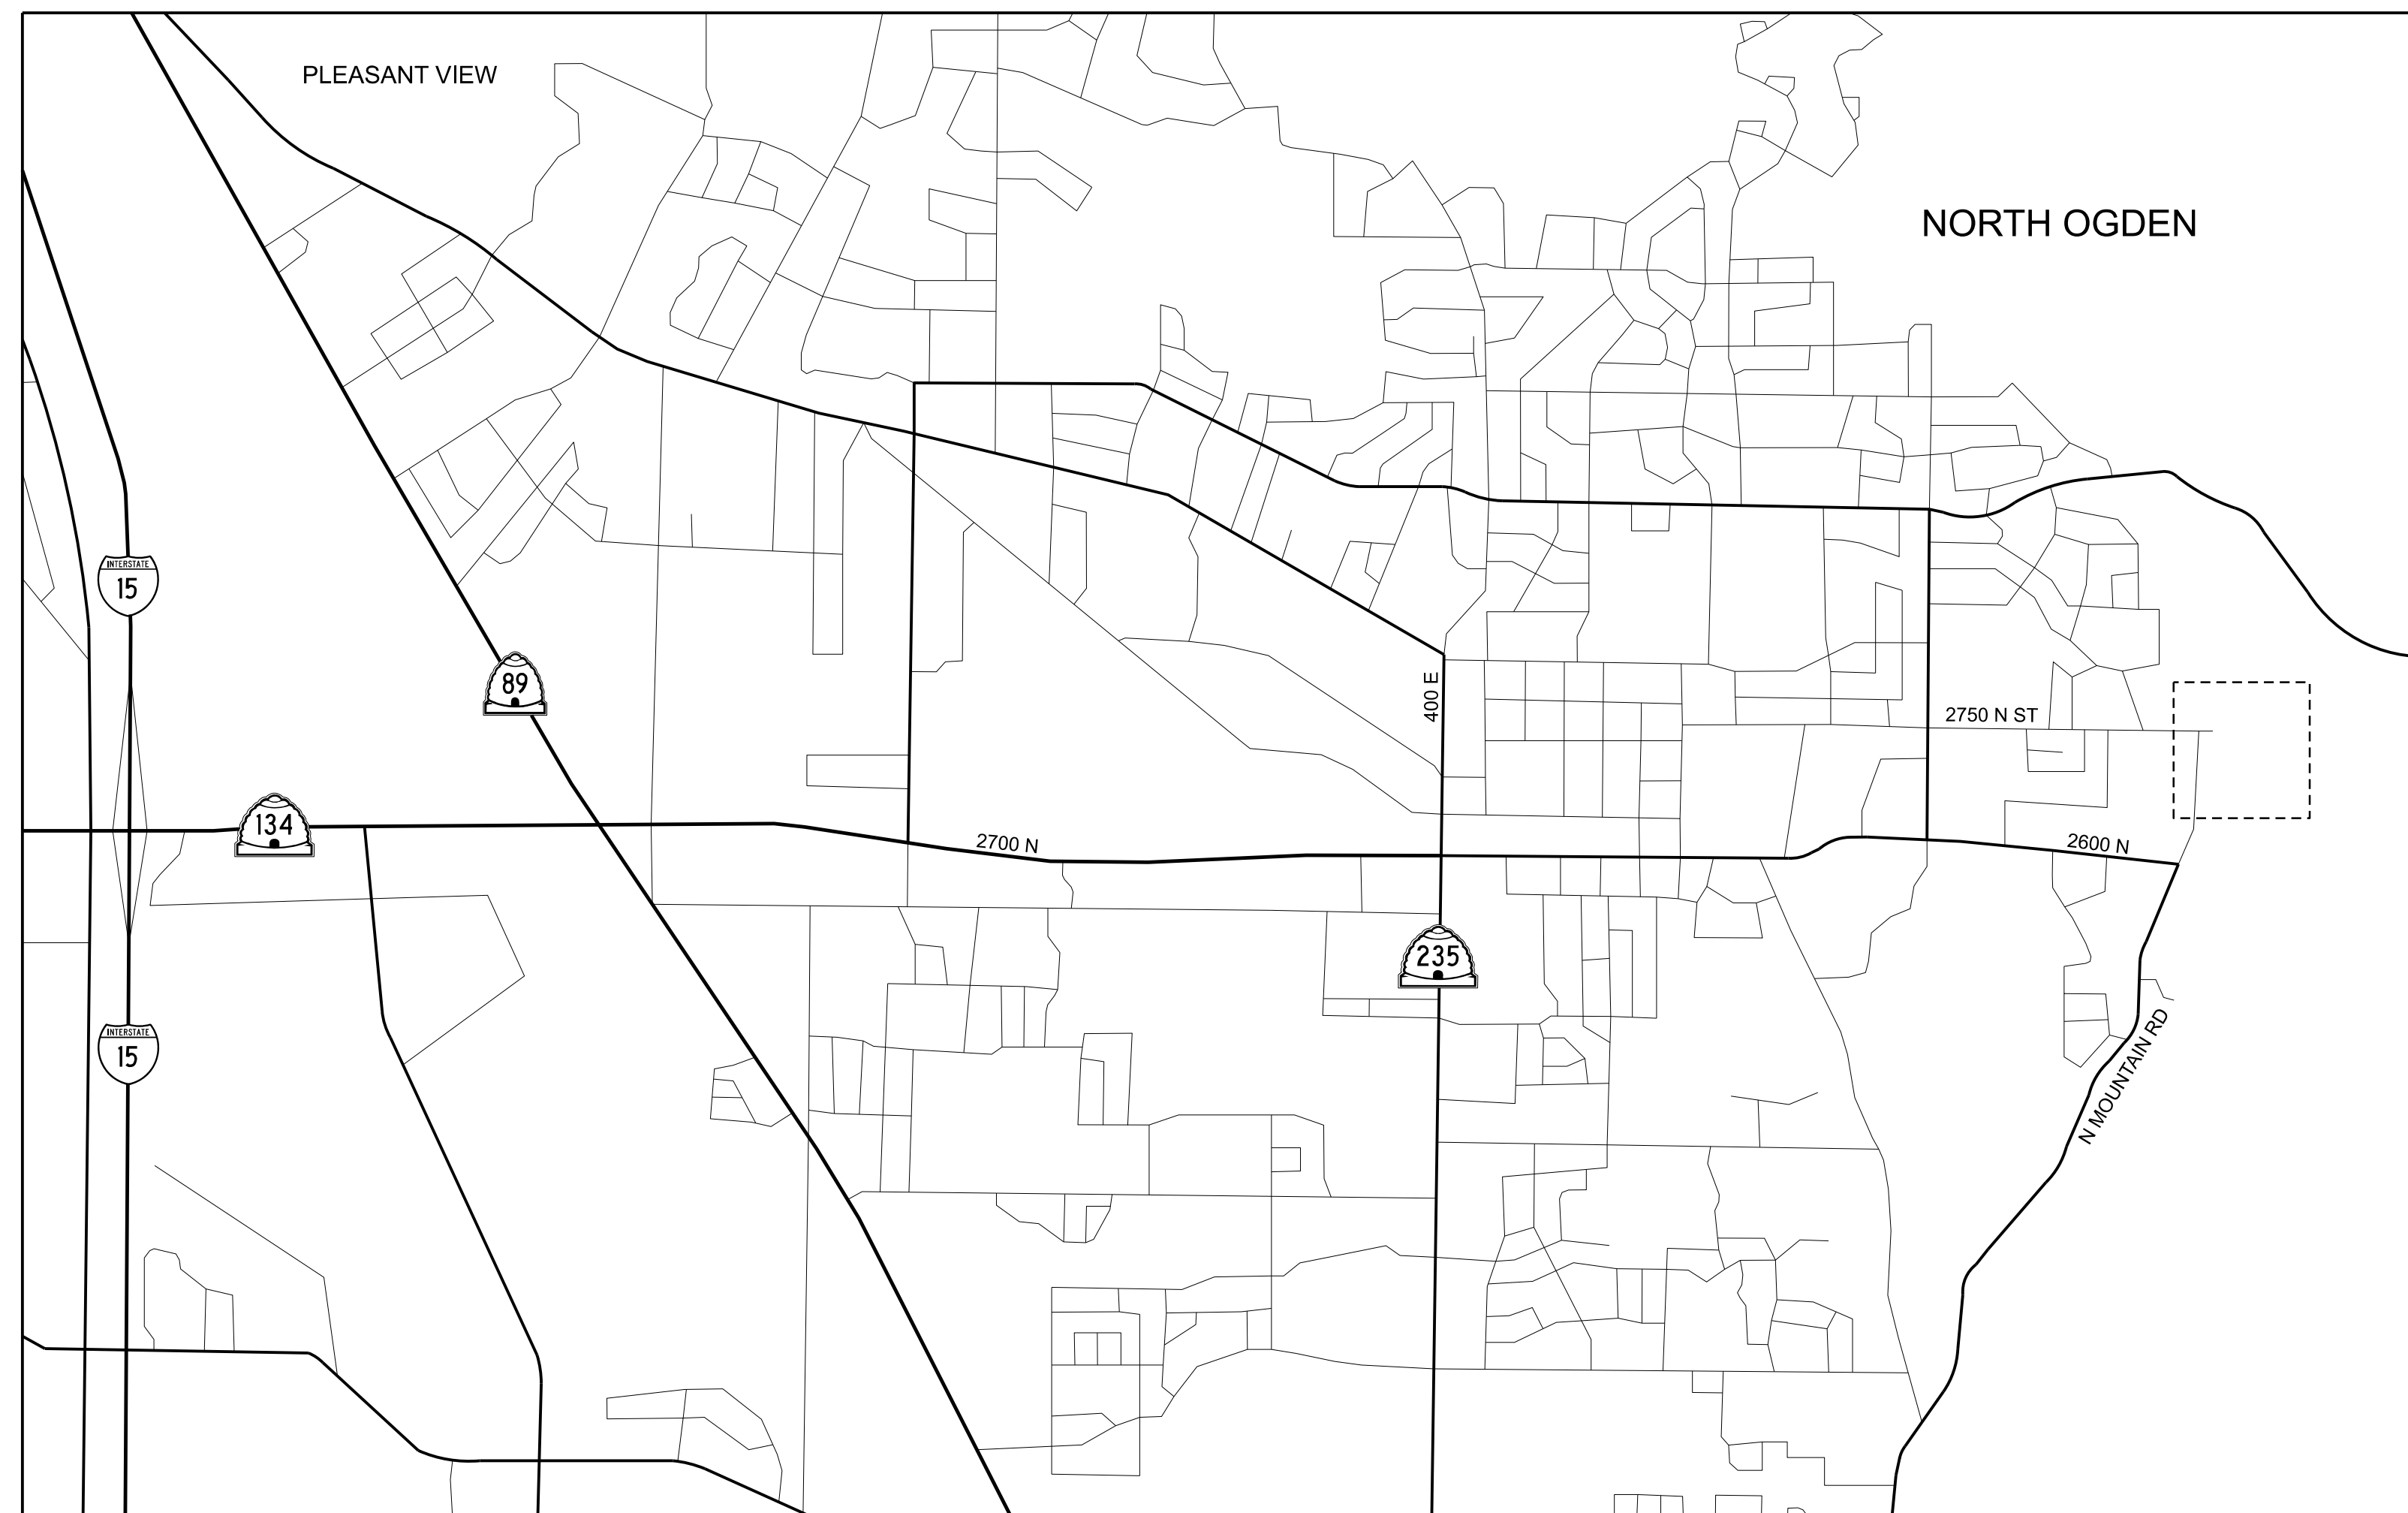 PLEASANT VIEW
NORTH OGDEN
INTERSTATE
15
89
400 E
2750 N ST
134
2700 N
2600 N
235
INTERSTATE
15
N MOUNTAIN RD